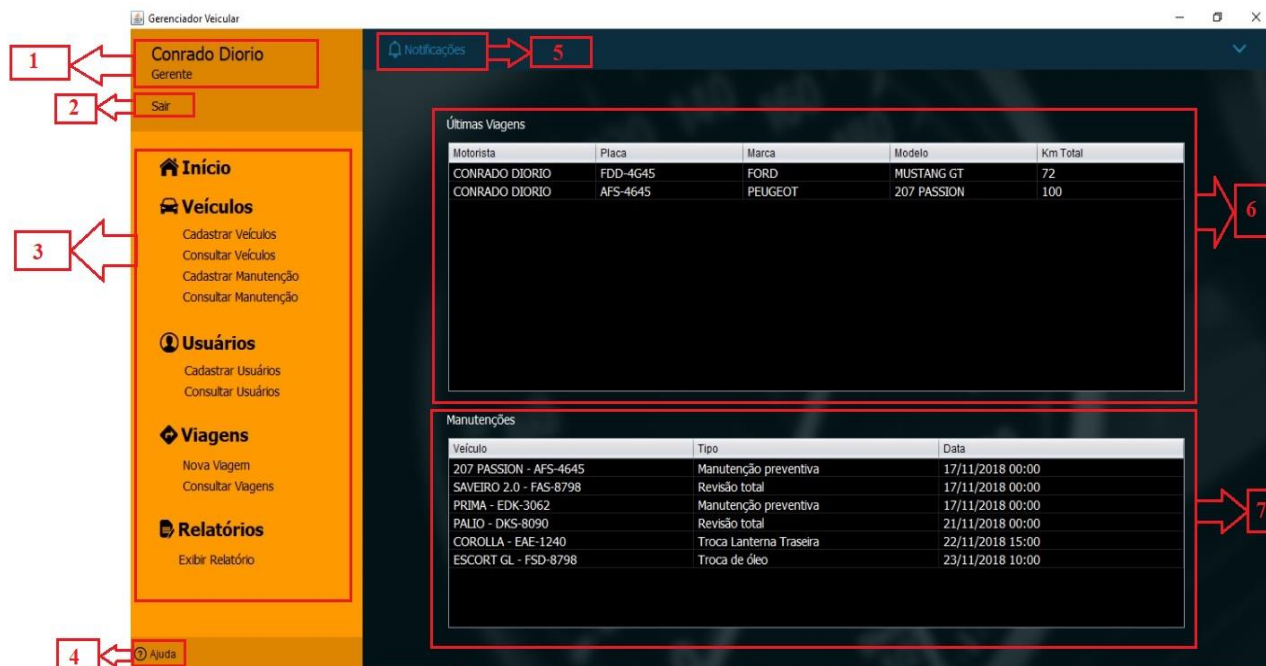 Gerenciador Veicular
1
Conrado Diorio
Gerente
2
Sair
3
Início
Veículos
Cadastrar Veículos
Consultar Veículos
Cadastrar Manutenção
Consultar Manutenção
Usuários
Cadastrar Usuários
Consultar Usuários
Viagens
Nova Viagem
Consultar Viagens
Relatórios
Exibir Relatório
4
Ajuda
Notificações
5
Últimas Viagens
Motorista Placa Marca Modelo Km Total
CONRADO DIORIO FDD-4G45 FORD MUSTANG GT 72
CONRADO DIORIO AFS-4645 PEUGEOT 207 PASSION 100
6
Manutenções
Veículo Tipo Data
207 PASSION - AFS-4645 Manutenção preventiva 17/11/2018 00:00
SAVEIRO 2.0 - FAS-8798 Revisão total 17/11/2018 00:00
PRIMA - EDK-3062 Manutenção preventiva 17/11/2018 00:00
PALIO - DKS-8090 Revisão total 21/11/2018 00:00
COROLLA - EAE-1240 Troca Lanterna Traseira 22/11/2018 15:00
ESCORT GL - FSD-8798 Troca de óleo 23/11/2018 10:00
7